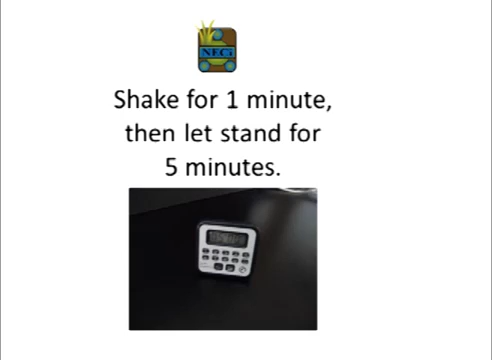 NECi
Shake for 1 minute,
then let stand for
5 minutes.